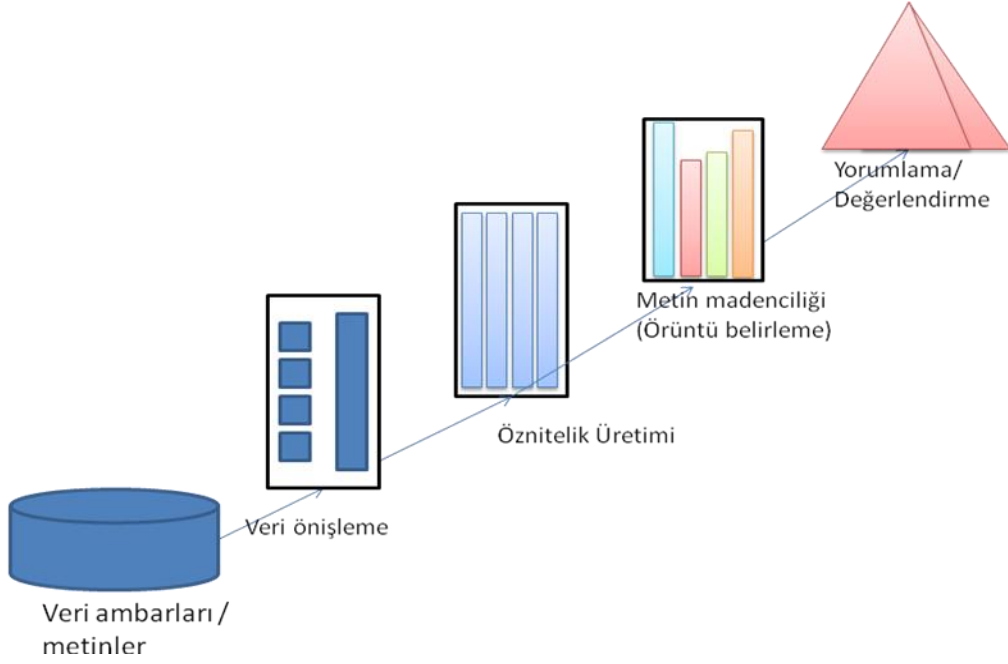 Yorumlama/
Değerlendirme
Metin madenciliği
(Örüntü belirleme)
Öznitelik Üretimi
Veri önişleme
Veri ambarları /
metinler